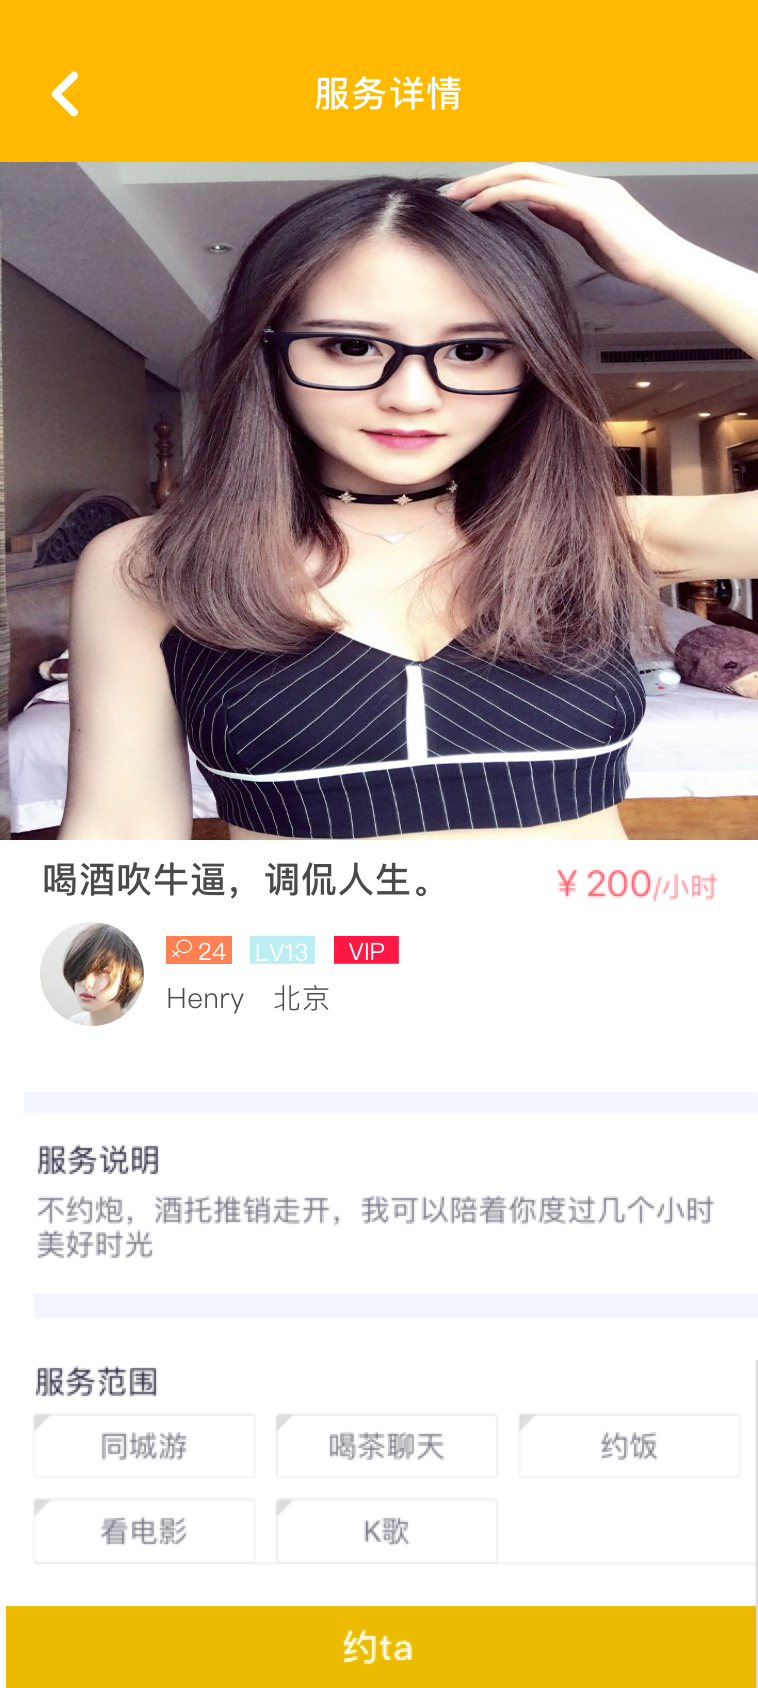 服务详情
喝酒吹牛逼，调侃人生。
¥ 200/小时
24 LV13 VIP
Henry 北京
服务说明
不约炮，酒托推销走开，我可以陪着你度过几个小时
美好时光
服务范围
同城游 喝茶聊天 约饭
看电影 K歌
约ta